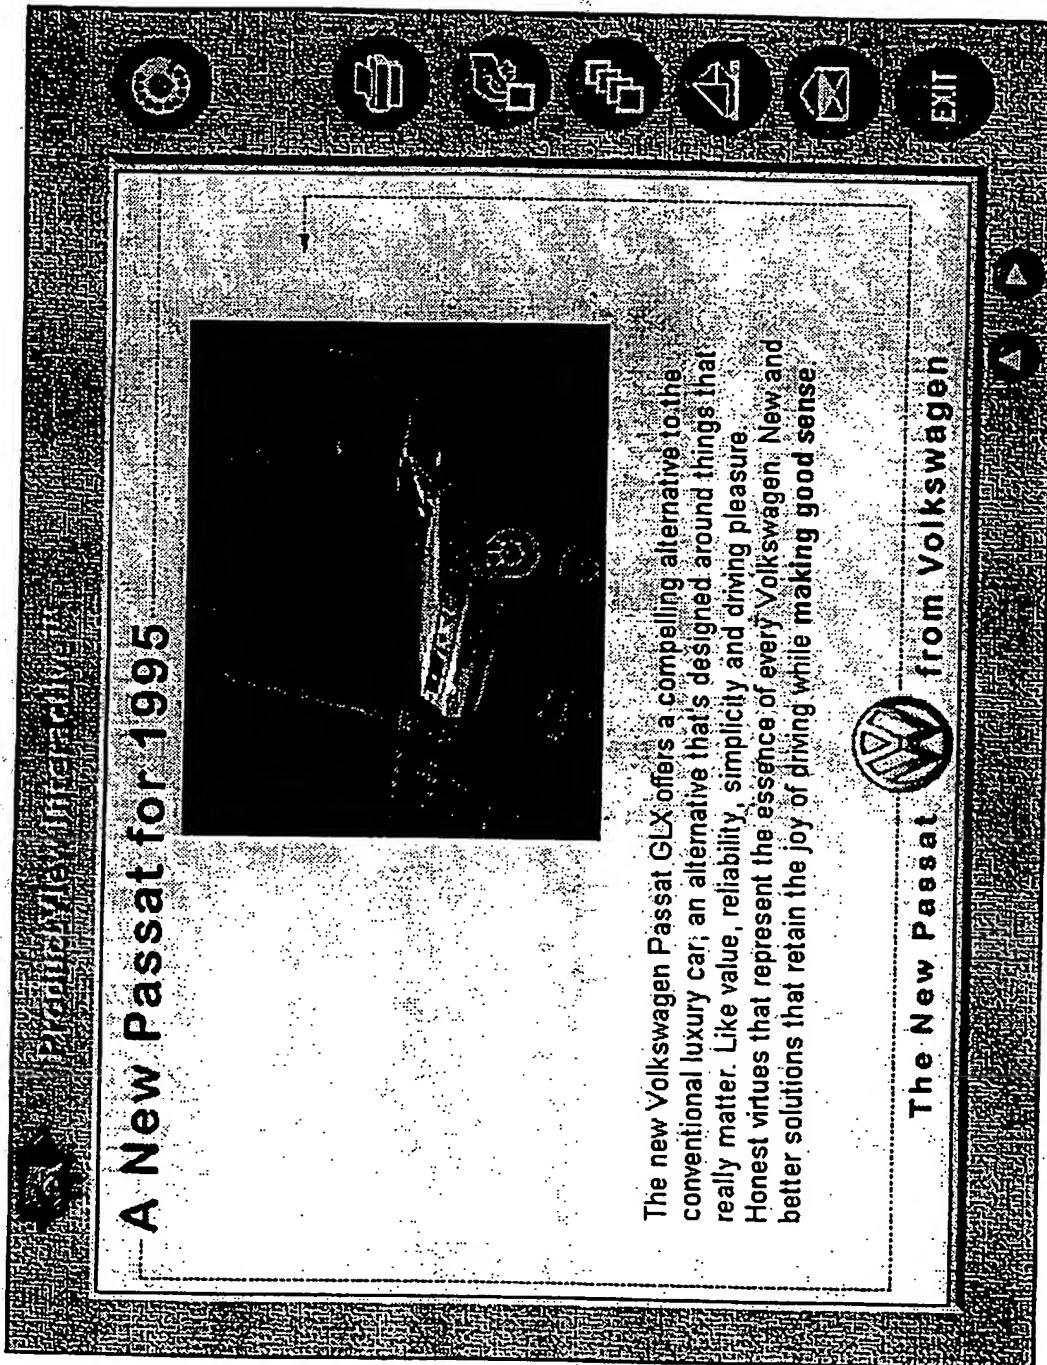 ProductView Interactive
A New Passat for 1995
The new Volkswagen Passat GLX offers a compelling alternative to the
conventional luxury car; an alternative that's designed around things that
really matter. Like value, reliability, simplicity and driving pleasure.
Honest virtues that represent the essence of every Volkswagen. New and
better solutions that retain the joy of driving while making good sense.
The New Passat from Volkswagen
EXIT